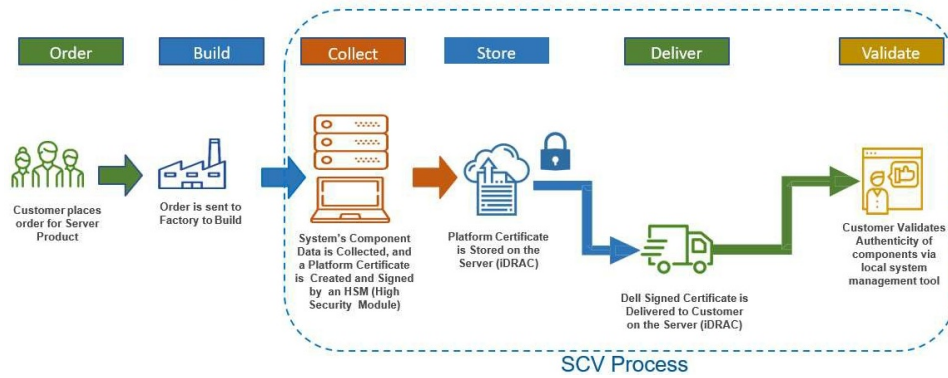 Order
Build
Collect
Store
Deliver
Validate
Customer places
order for Server
Product
Order is sent to
Factory to Build
System's Component
Data is Collected, and
a Platform Certificate
is Created and Signed
by an HSM (High
Security Module)
Platform Certificate
is Stored on the
Server (iDRAC)
Dell Signed Certificate is
Delivered to Customer
on the Server (iDRAC)
Customer Validates
Authenticity of
components via
local system
management tool
SCV Process